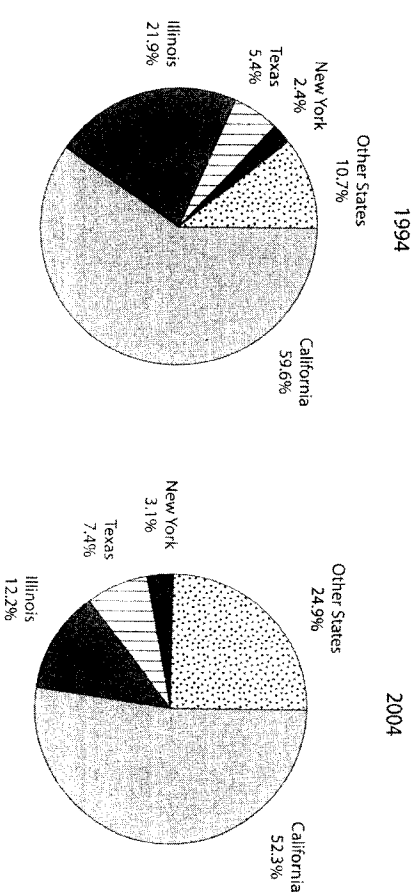 1994
Other States
10.7%
New York
2.4%
Texas
5.4%
Illinois
21.9%
California
59.6%
2004
Other States
24.9%
New York
3.1%
Texas
7.4%
Illinois
12.2%
California
52.3%